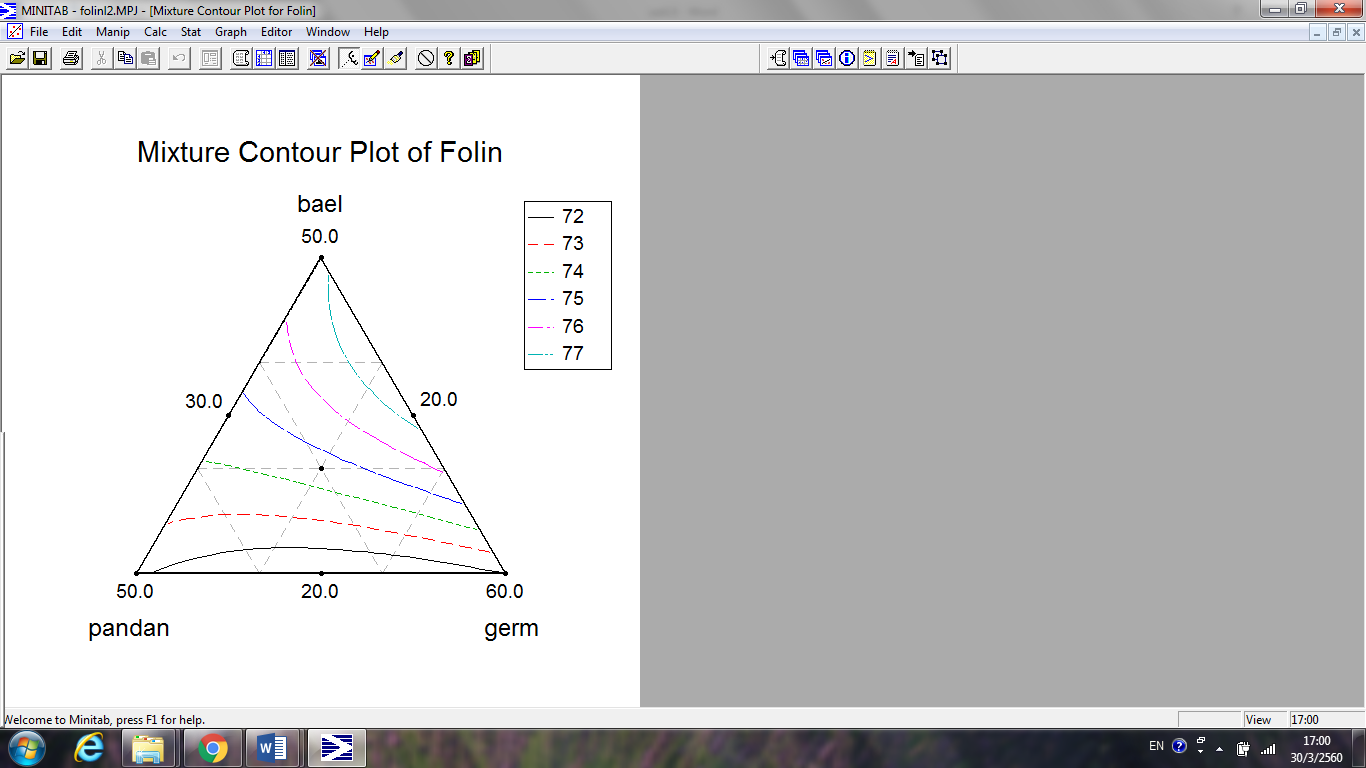 MINITAB - folinl2.MPJ - [Mixture Contour Plot for Folin]
File Edit Manip Calc Stat Graph Editor Window Help
Mixture Contour Plot of Folin
bael
50.0
72
73
74
75
76
77
30.0
20.0
50.0
20.0
60.0
pandan
germ
Welcome to Minitab, press F1 for help.
View
17:00
EN
17:00
30/3/2560